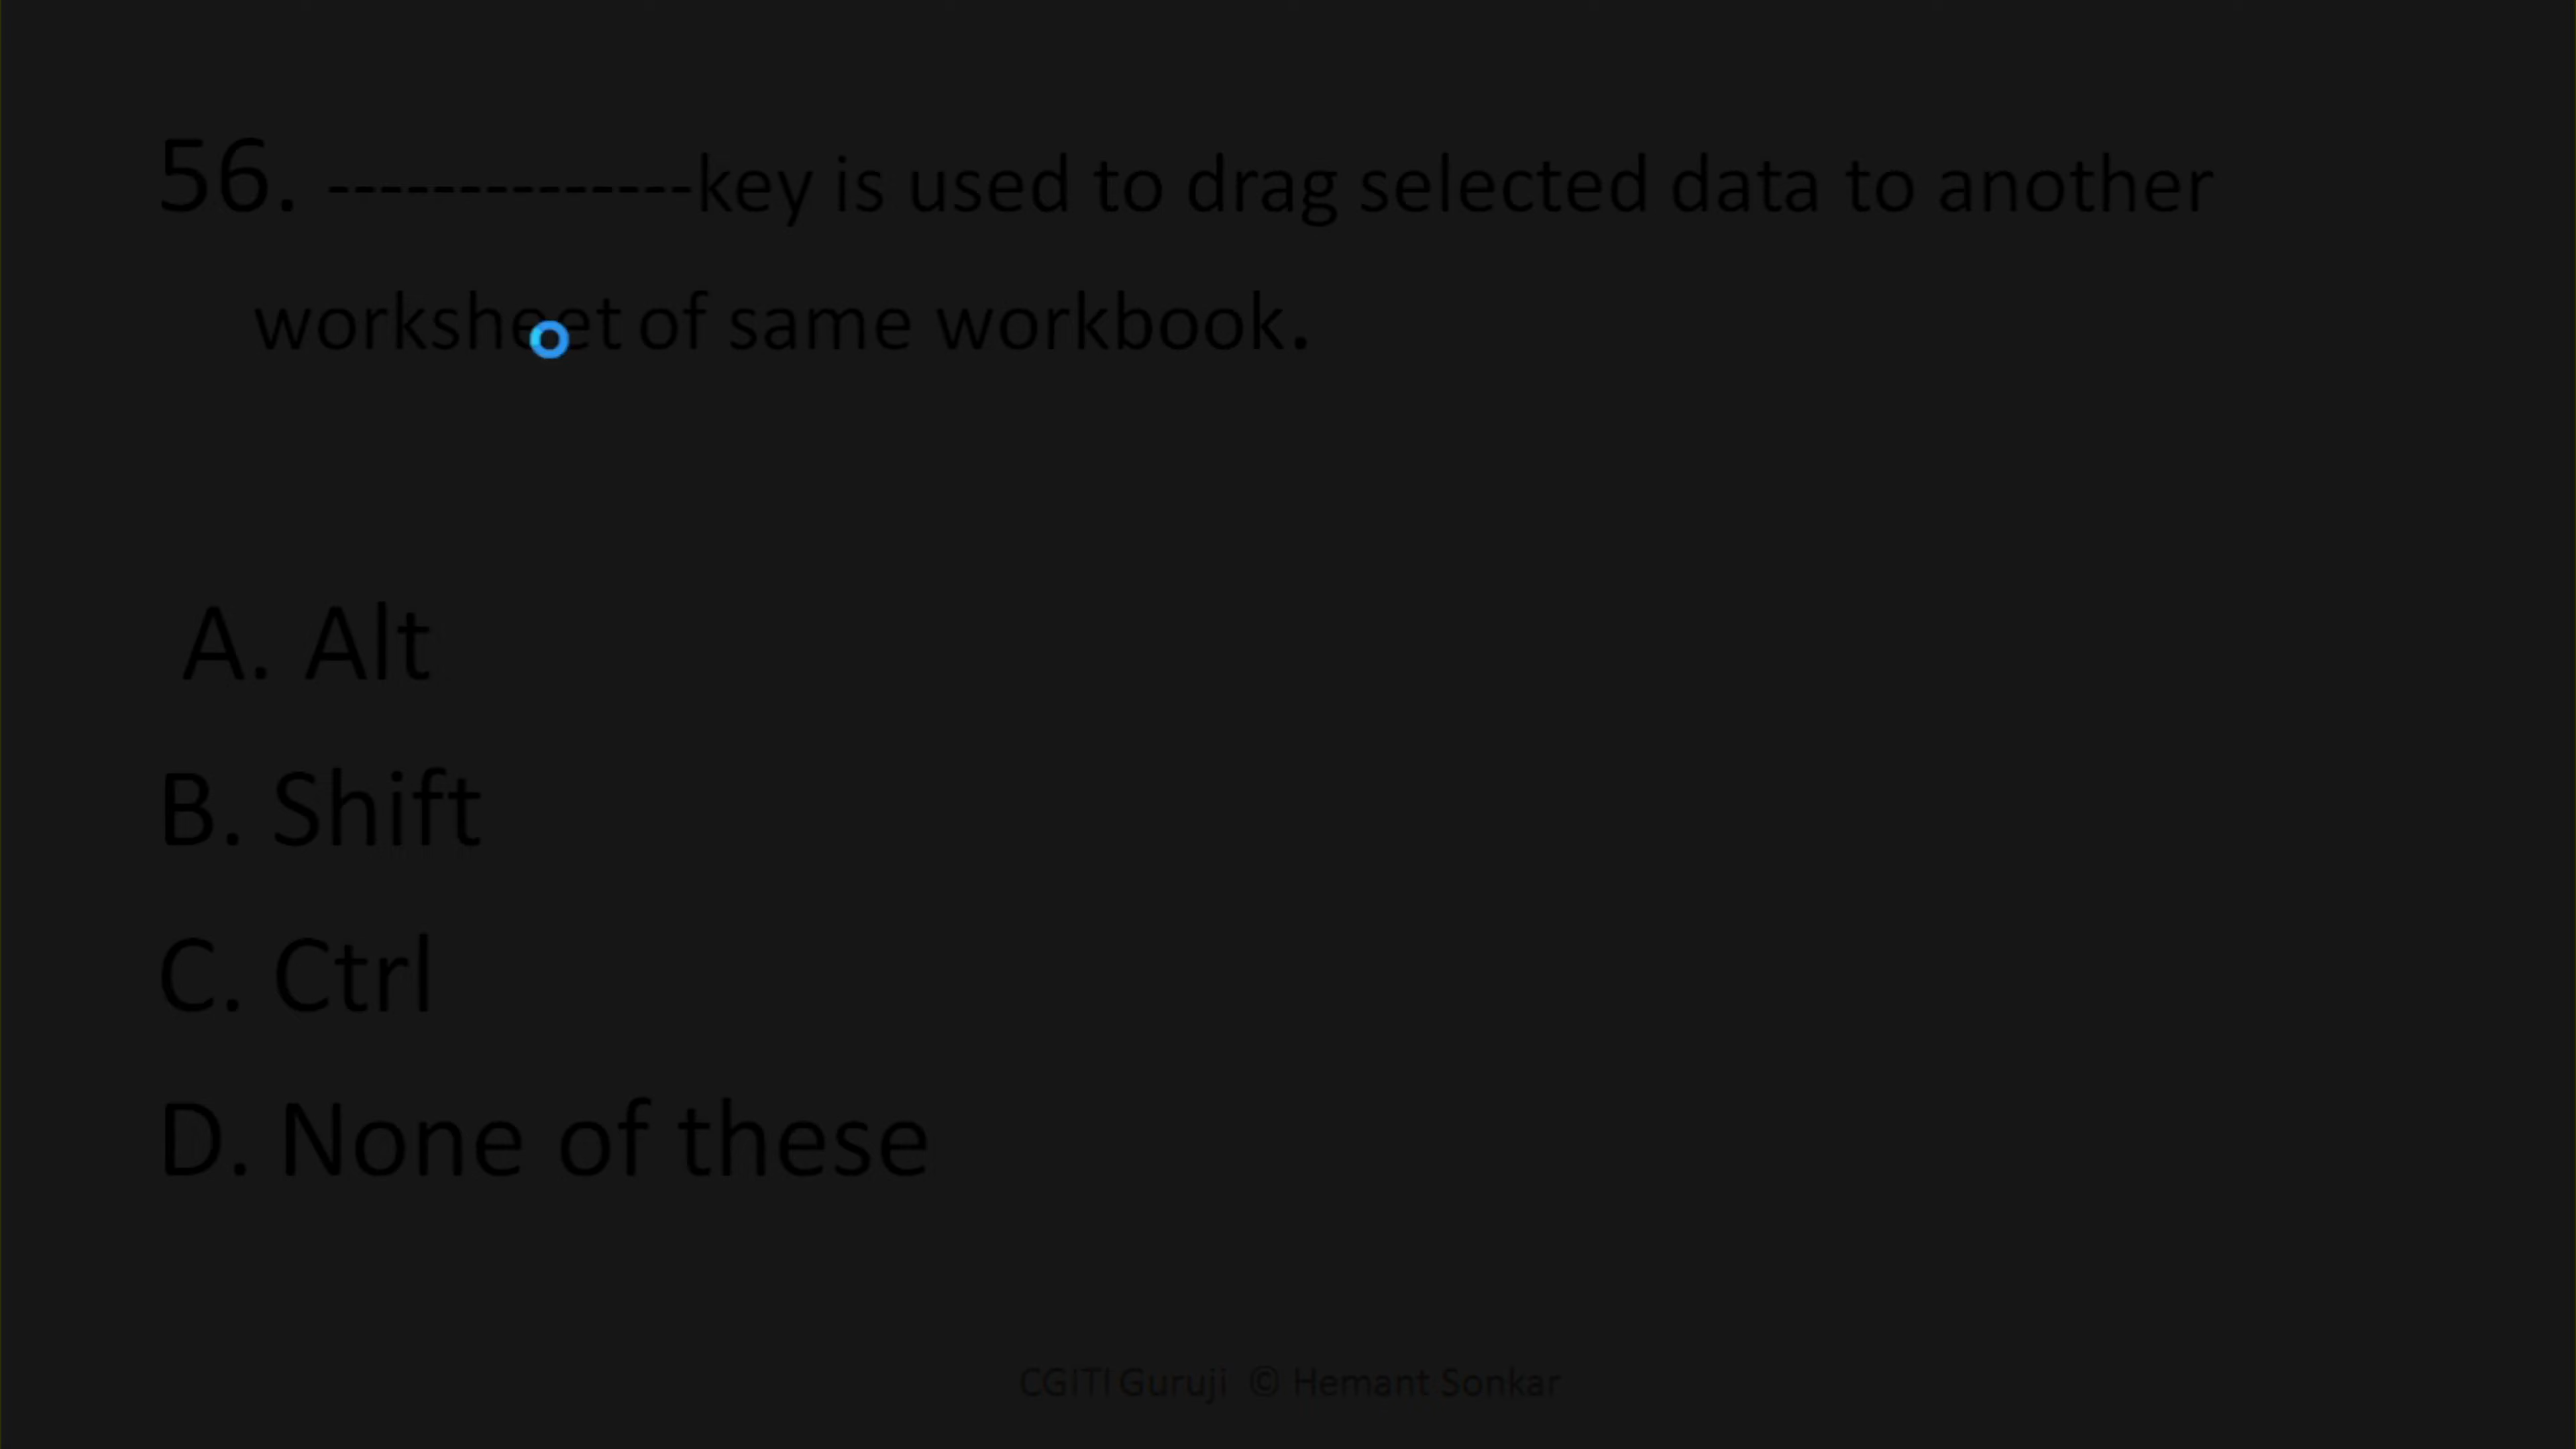 56. --------------key is used to drag selected data to another
worksheet of same workbook.
A. Alt
B. Shift
C. Ctrl
D. None of these
CGITI Guruji © Hemant Sonkar